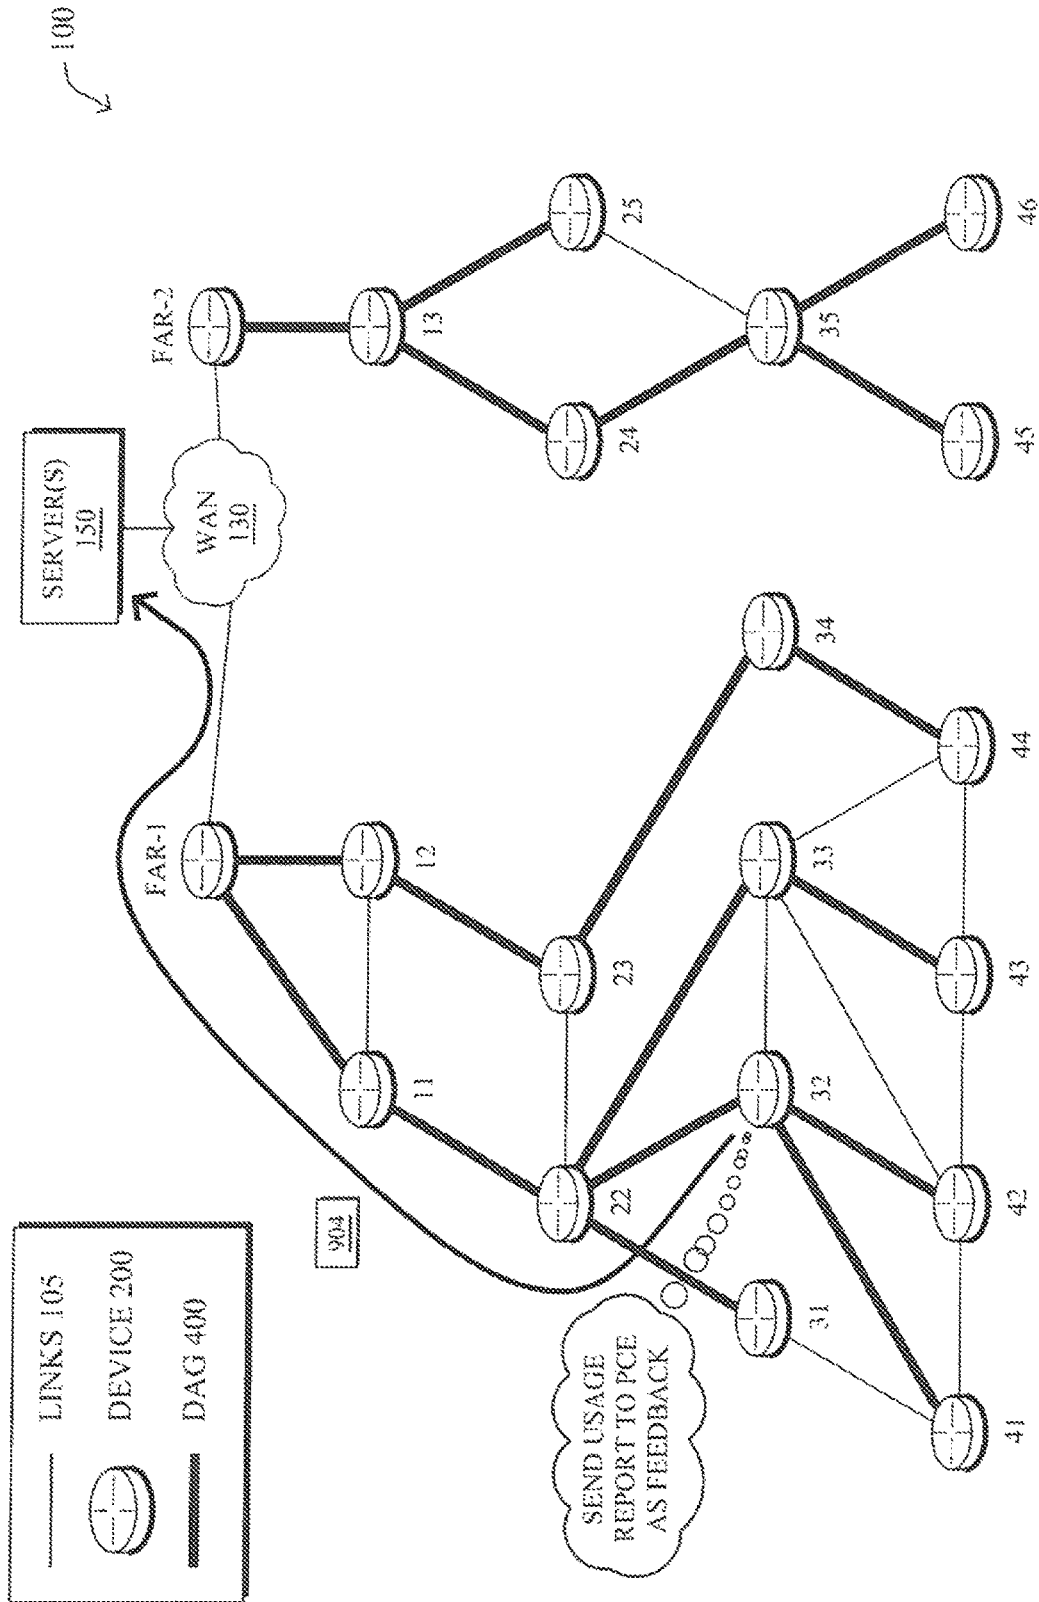 100
LINKS 105
DEVICE 200
DAG 400
SERVER(S)
150
WAN
130
FAR-1
FAR-2
904
11
12
13
22
23
24
25
31
32
33
34
35
41
42
43
44
45
46
SEND USAGE
REPORT TO PCE
AS FEEDBACK